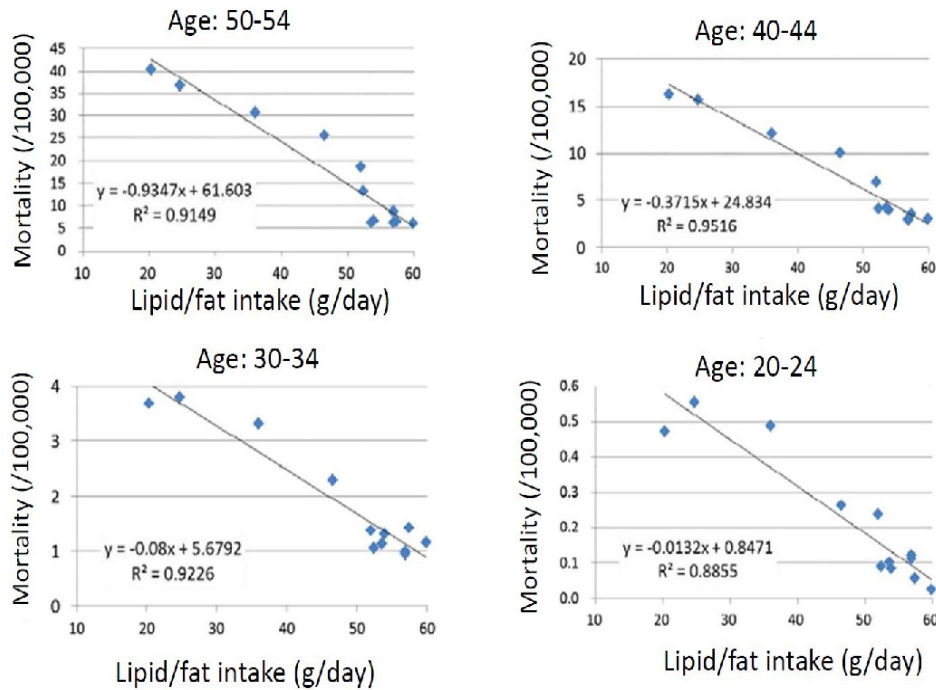 Age: 50-54
Mortality (/100,000)
45
40
35
30
25
20
15
10
5
0
y = -0.9347x + 61.603
R² = 0.9149
10 20 30 40 50 60
Lipid/fat intake (g/day)
Age: 40-44
Mortality (/100,000)
20
15
10
5
0
y = -0.3715x + 24.834
R² = 0.9516
10 20 30 40 50 60
Lipid/fat intake (g/day)
Age: 30-34
Mortality (/100,000)
4
3
2
1
0
y = -0.08x + 5.6792
R² = 0.9226
10 20 30 40 50 60
Lipid/fat intake (g/day)
Age: 20-24
Mortality (/100,000)
0.6
0.5
0.4
0.3
0.2
0.1
0.0
y = -0.0132x + 0.8471
R² = 0.8855
10 20 30 40 50 60
Lipid/fat intake (g/day)